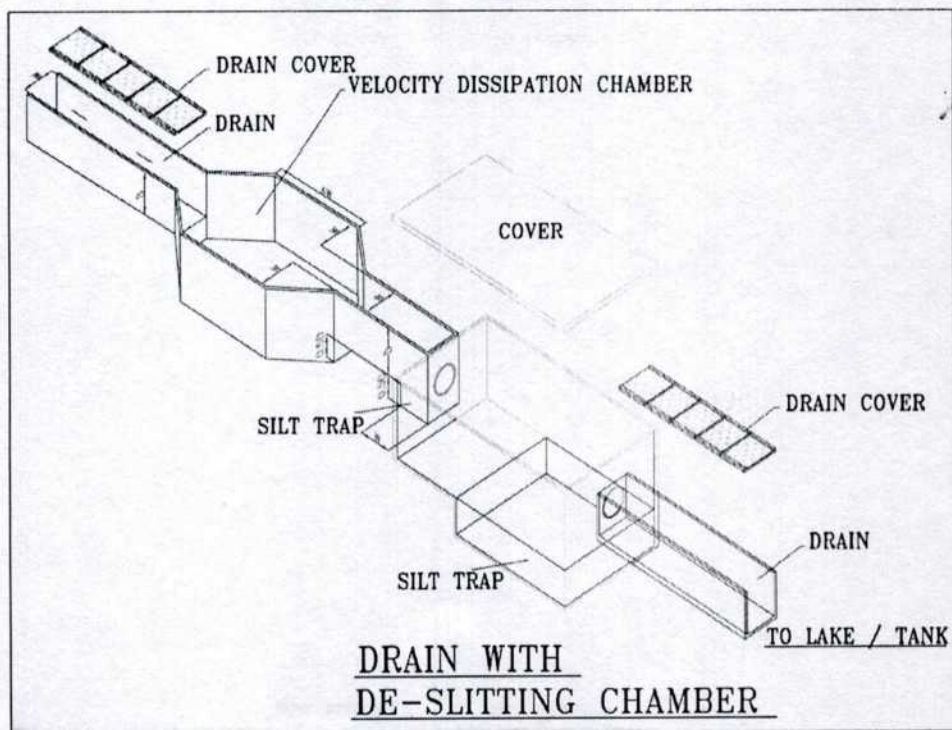 DRAIN COVER
VELOCITY DISSIPATION CHAMBER
DRAIN
COVER
DRAIN COVER
SILT TRAP
DRAIN
SILT TRAP
TO LAKE / TANK
DRAIN WITH
DE-SLITTING CHAMBER